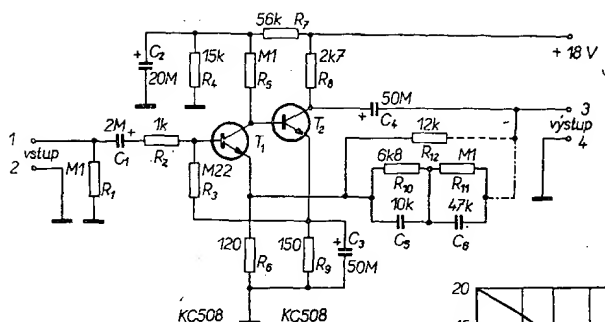 56k R7
C2
+
20M
15k
R4
M1
R5
2k7
R8
+ 18 V
50M
+
C4
3
výstup
4
12k
R12
6k8
R10
M1
R11
10k
C5
47k
C6
1
vstup
2
2M
+
C1
1k
R2
T1
T2
M1
R1
M22
R3
120
R6
150
R9
+
C3
50M
KC508
KC508
20
15